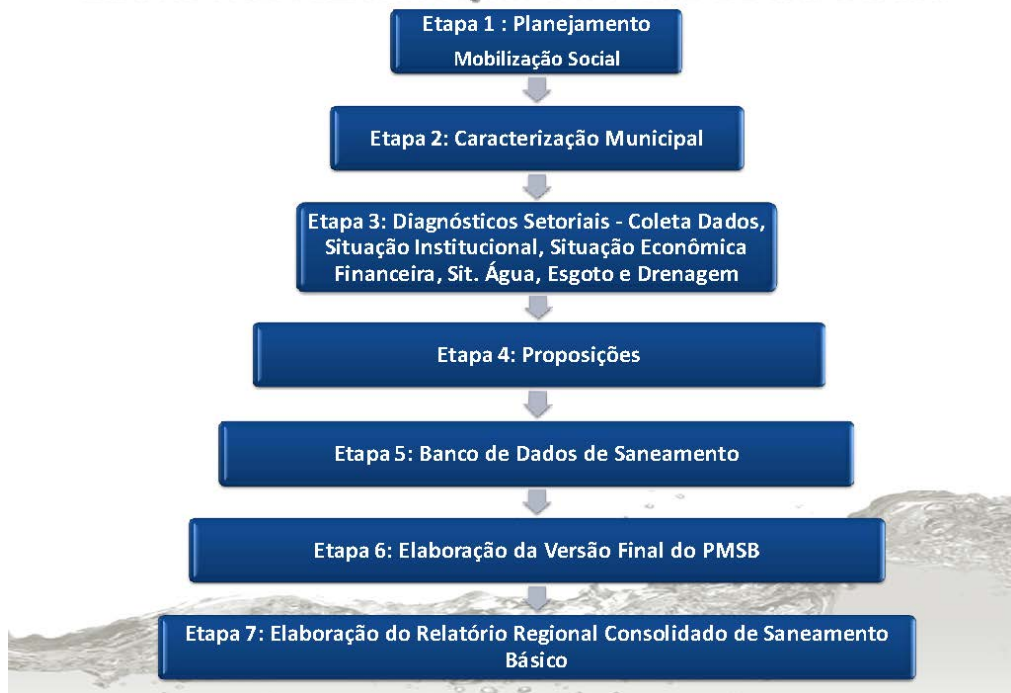 Etapa 1 : Planejamento
Mobilização Social
Etapa 2: Caracterização Municipal
Etapa 3: Diagnósticos Setoriais - Coleta Dados,
Situação Institucional, Situação Econômica
Financeira, Sit. Água, Esgoto e Drenagem
Etapa 4: Proposições
Etapa 5: Banco de Dados de Saneamento
Etapa 6: Elaboração da Versão Final do PMSB
Etapa 7: Elaboração do Relatório Regional Consolidado de Saneamento
Básico